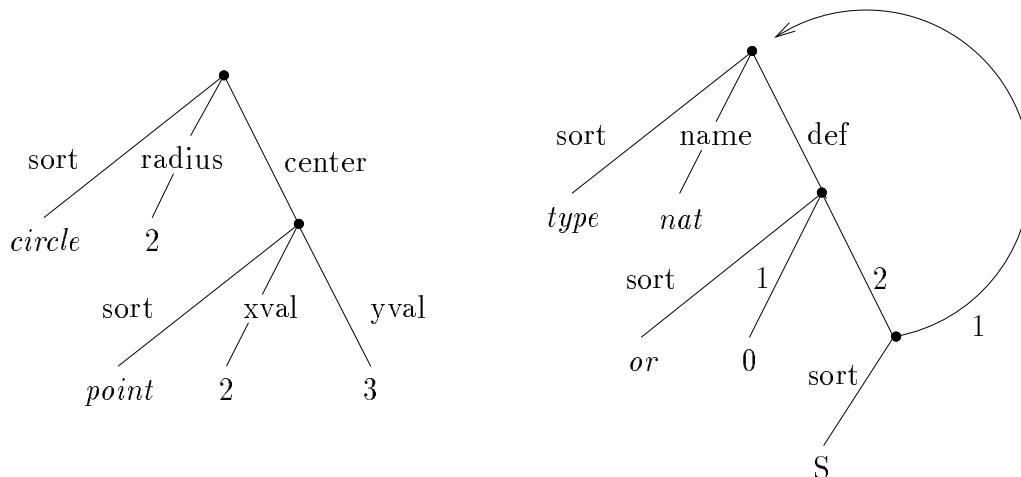 sort radius center
circle 2
sort xval yval
point 2 3
sort name def
type nat
sort 1 2
or 0 1
sort
S